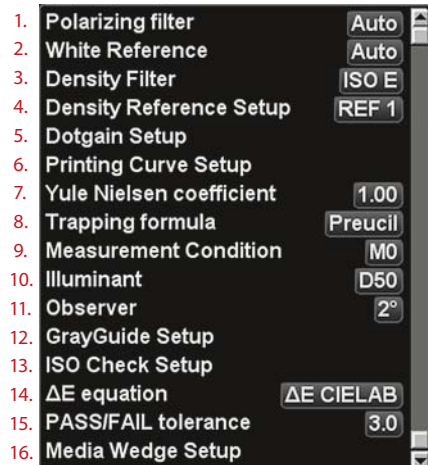 1. Polarizing filter Auto
2. White Reference Auto
3. Density Filter ISO E
4. Density Reference Setup REF 1
5. Dotgain Setup
6. Printing Curve Setup
7. Yule Nielsen coefficient 1.00
8. Trapping formula Preucil
9. Measurement Condition M0
10. Illuminant D50
11. Observer 2°
12. GrayGuide Setup
13. ISO Check Setup
14. ΔE equation ΔE CIELAB
15. PASS/FAIL tolerance 3.0
16. Media Wedge Setup